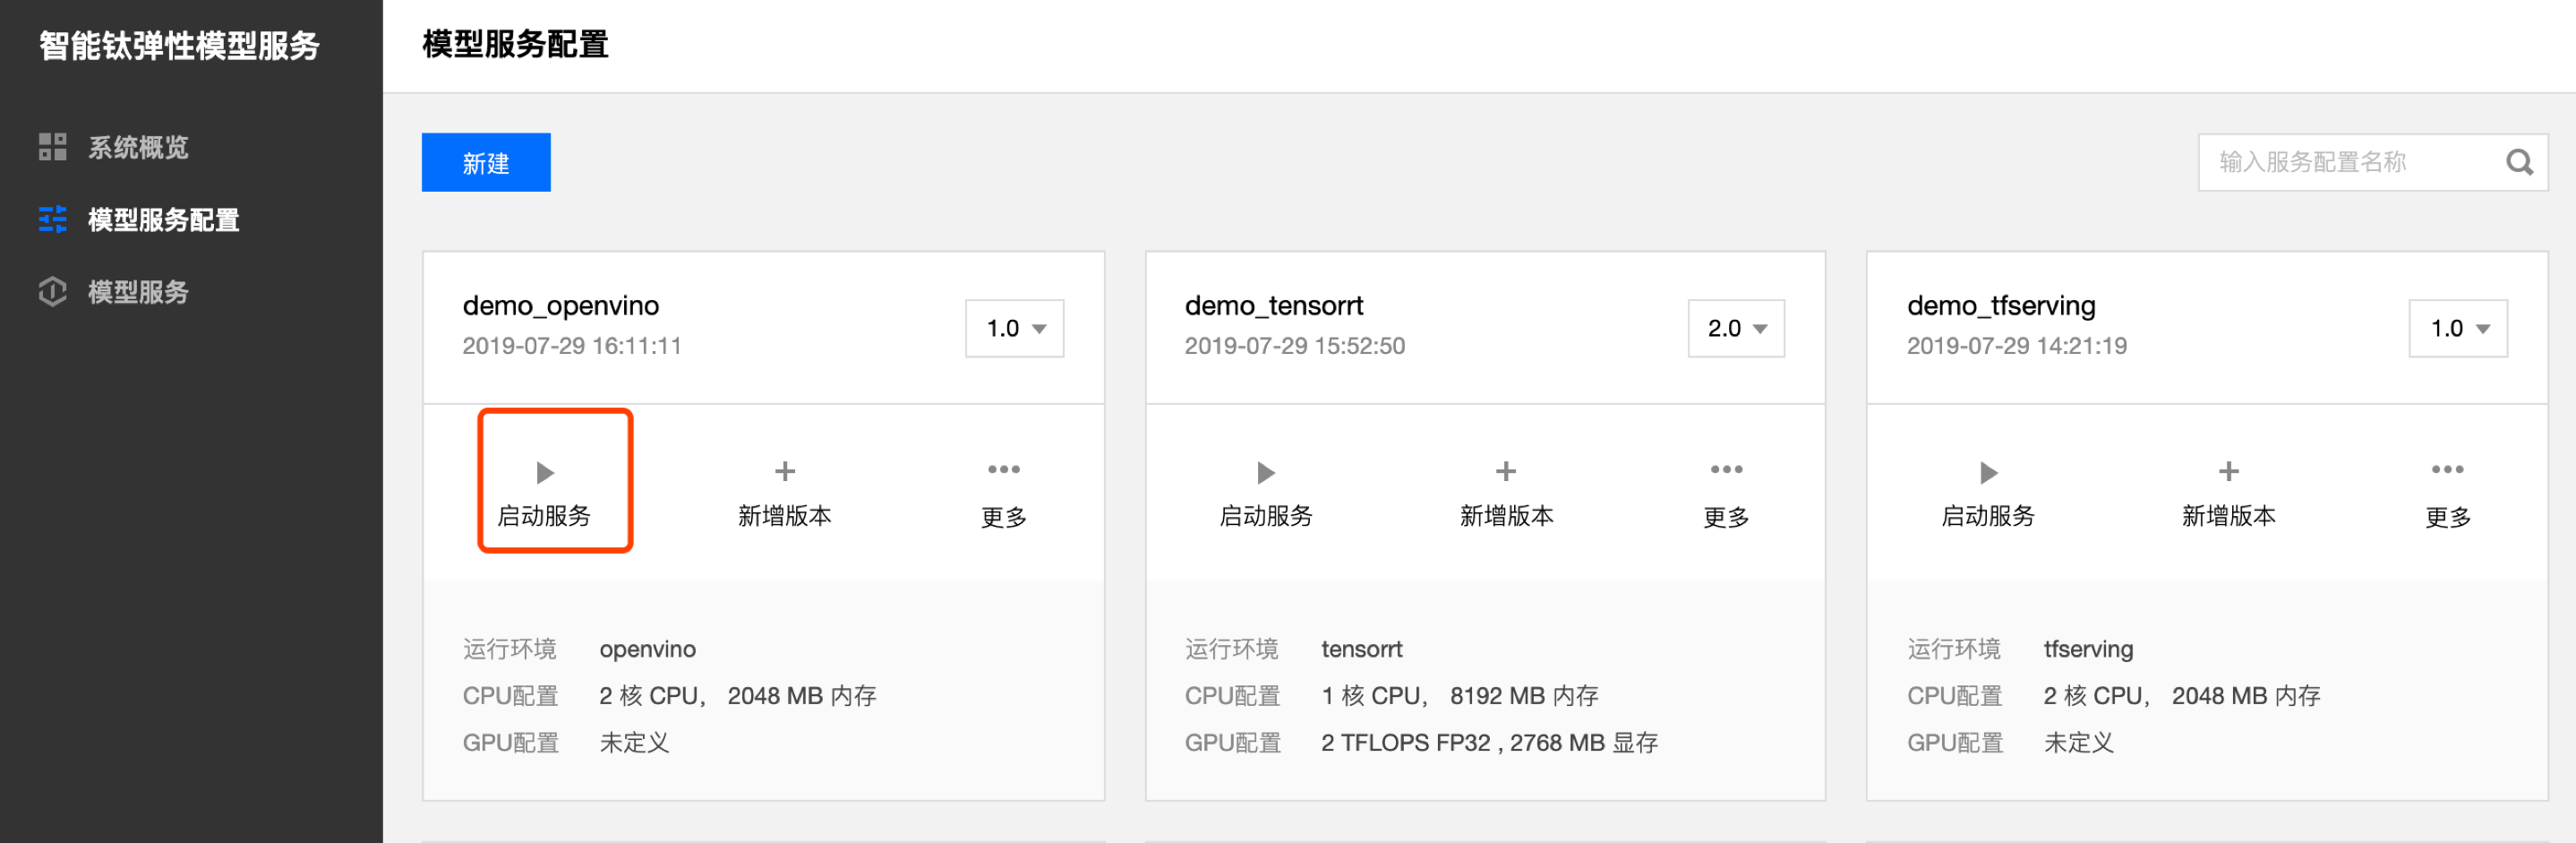 智能钛弹性模型服务
系统概览
模型服务配置
模型服务
模型服务配置
新建
输入服务配置名称
demo_openvino
2019-07-29 16:11:11
1.0
启动服务
新增版本
更多
运行环境 openvino
CPU配置 2 核 CPU， 2048 MB 内存
GPU配置 未定义
demo_tensorrt
2019-07-29 15:52:50
2.0
启动服务
新增版本
更多
运行环境 tensorrt
CPU配置 1 核 CPU， 8192 MB 内存
GPU配置 2 TFLOPS FP32 , 2768 MB 显存
demo_tfserving
2019-07-29 14:21:19
1.0
启动服务
新增版本
更多
运行环境 tfserving
CPU配置 2 核 CPU， 2048 MB 内存
GPU配置 未定义